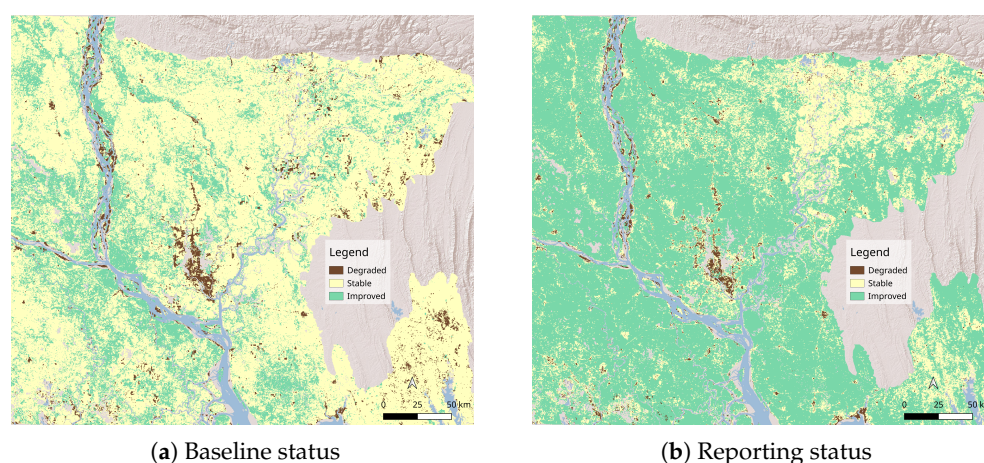 Legend
Degraded
Stable
Improved
0 25 50 km
(a) Baseline status
Legend
Degraded
Stable
Improved
0 25 50 km
(b) Reporting status